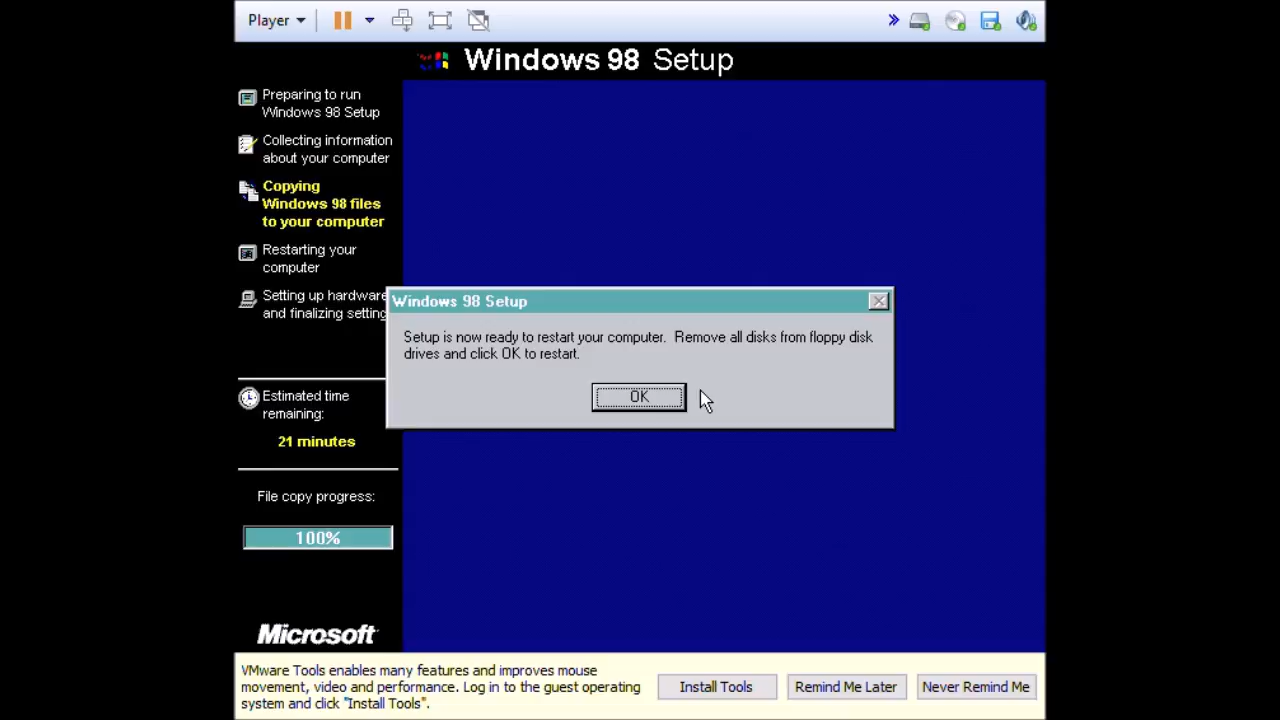 Player
Windows 98 Setup
Preparing to run
Windows 98 Setup
Collecting information
about your computer
Copying
Windows 98 files
to your computer
Restarting your
computer
Setting up hardware
and finalizing setting
Windows 98 Setup
Setup is now ready to restart your computer. Remove all disks from floppy disk
drives and click OK to restart.
OK
Estimated time
remaining:
21 minutes
File copy progress:
100%
Microsoft
VMware Tools enables many features and improves mouse
movement, video and performance. Log in to the guest operating
system and click "Install Tools".
Install Tools
Remind Me Later
Never Remind Me